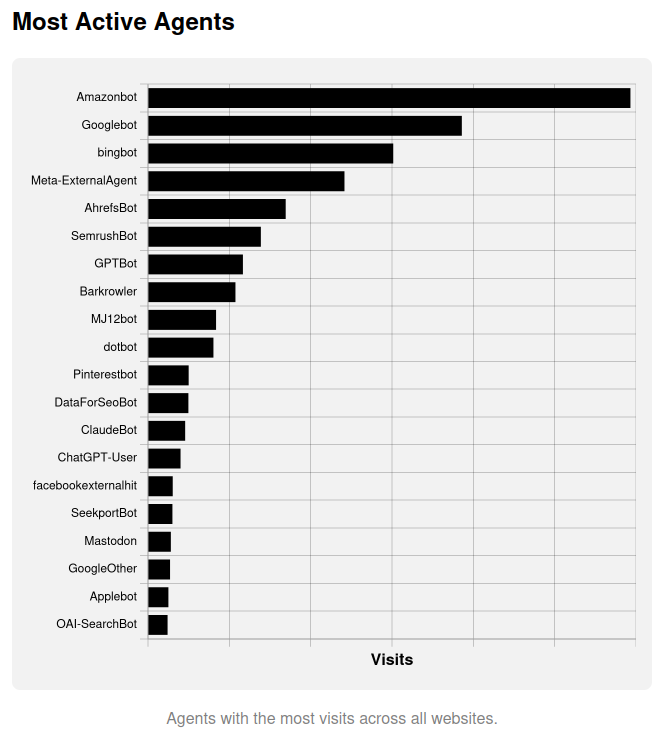 Most Active Agents
Amazonbot
Googlebot
bingbot
Meta-ExternalAgent
AhrefsBot
SemrushBot
GPTBot
Barkrowler
MJ12bot
dotbot
Pinterestbot
DataForSeoBot
ClaudeBot
ChatGPT-User
facebookexternalhit
SeekportBot
Mastodon
GoogleOther
Applebot
OAI-SearchBot
Visits
Agents with the most visits across all websites.